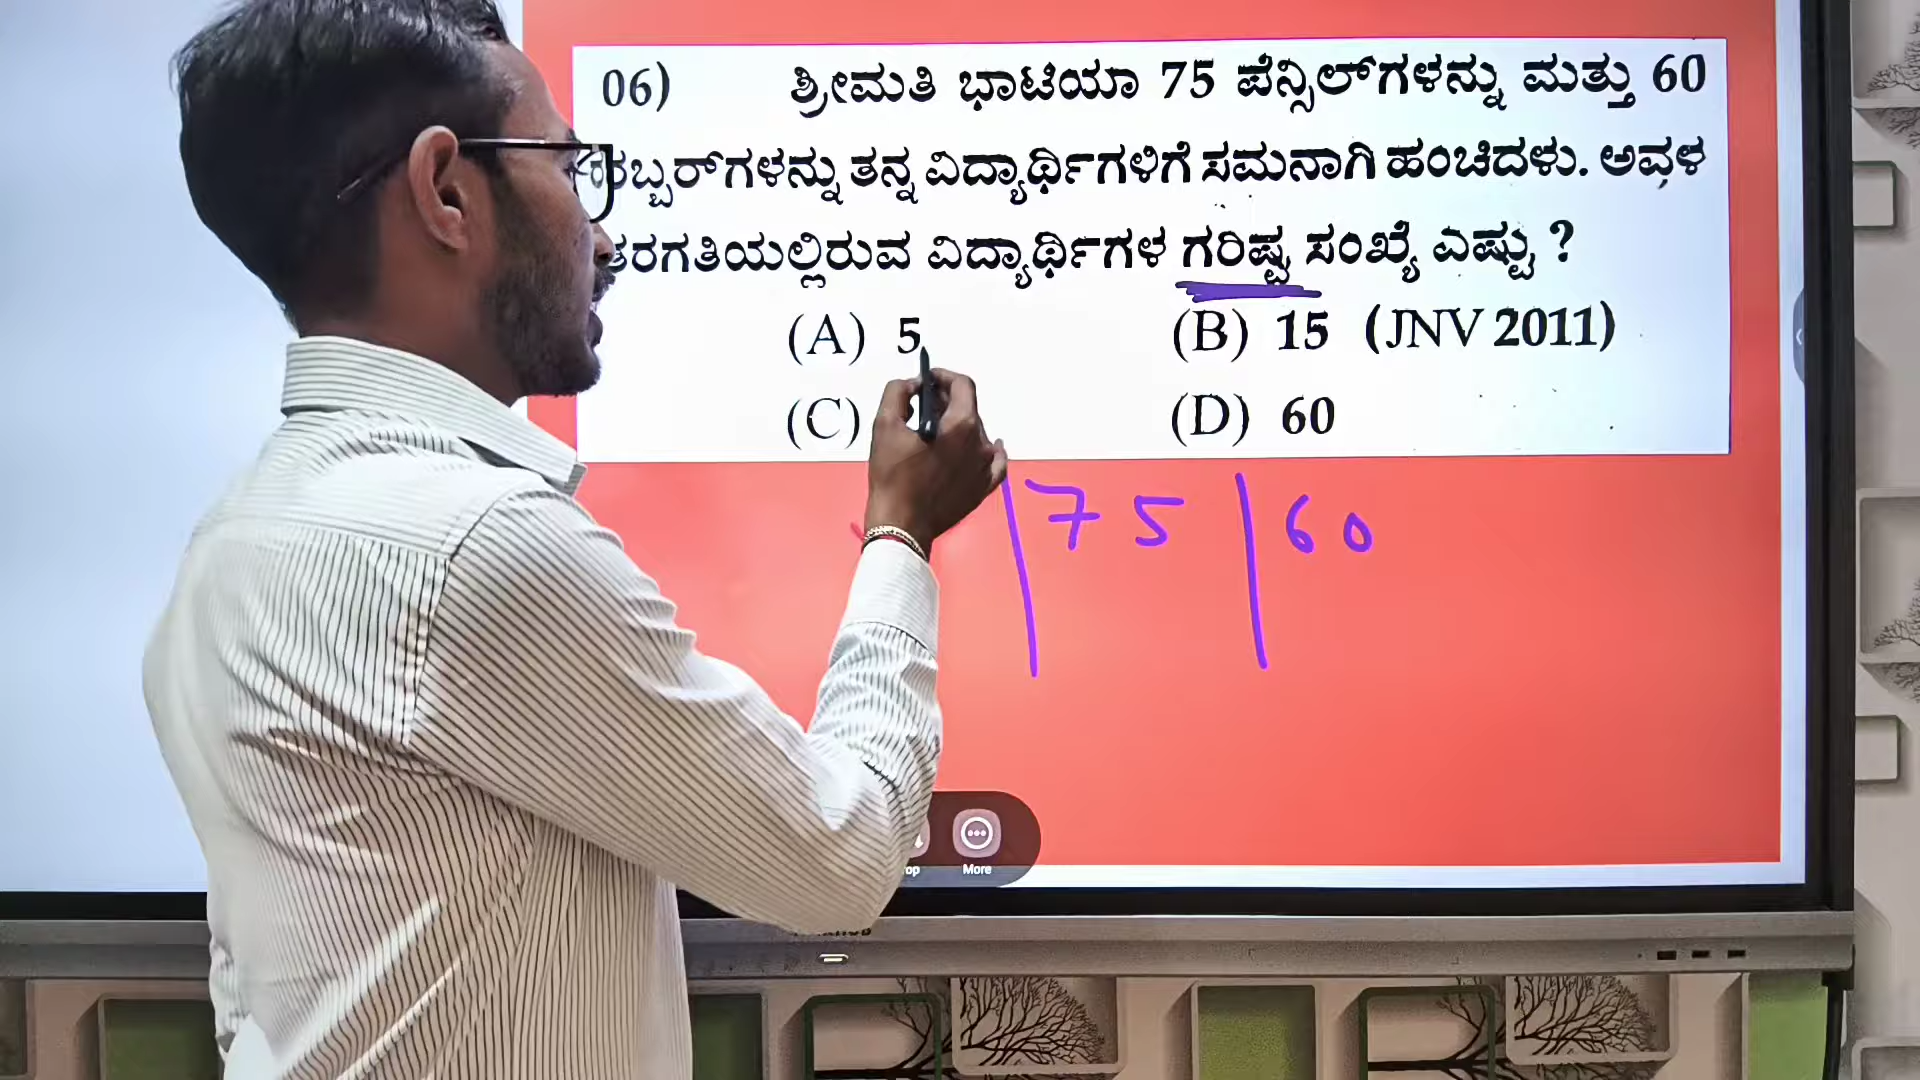 06) ಶ್ರೀಮತಿ ಭಾಟಿಯಾ 75 ಪೆನ್ಸಿಲ್‌ಗಳನ್ನು ಮತ್ತು 60
ರಬ್ಬರ್‌ಗಳನ್ನು ತನ್ನ ವಿದ್ಯಾರ್ಥಿಗಳಿಗೆ ಸಮನಾಗಿ ಹಂಚಿದಳು. ಅವಳ
ತರಗತಿಯಲ್ಲಿರುವ ವಿದ್ಯಾರ್ಥಿಗಳ ಗರಿಷ್ಟ ಸಂಖ್ಯೆ ಎಷ್ಟು ?
(A) 5 (B) 15 (JNV 2011)
(C) (D) 60
75 60
More